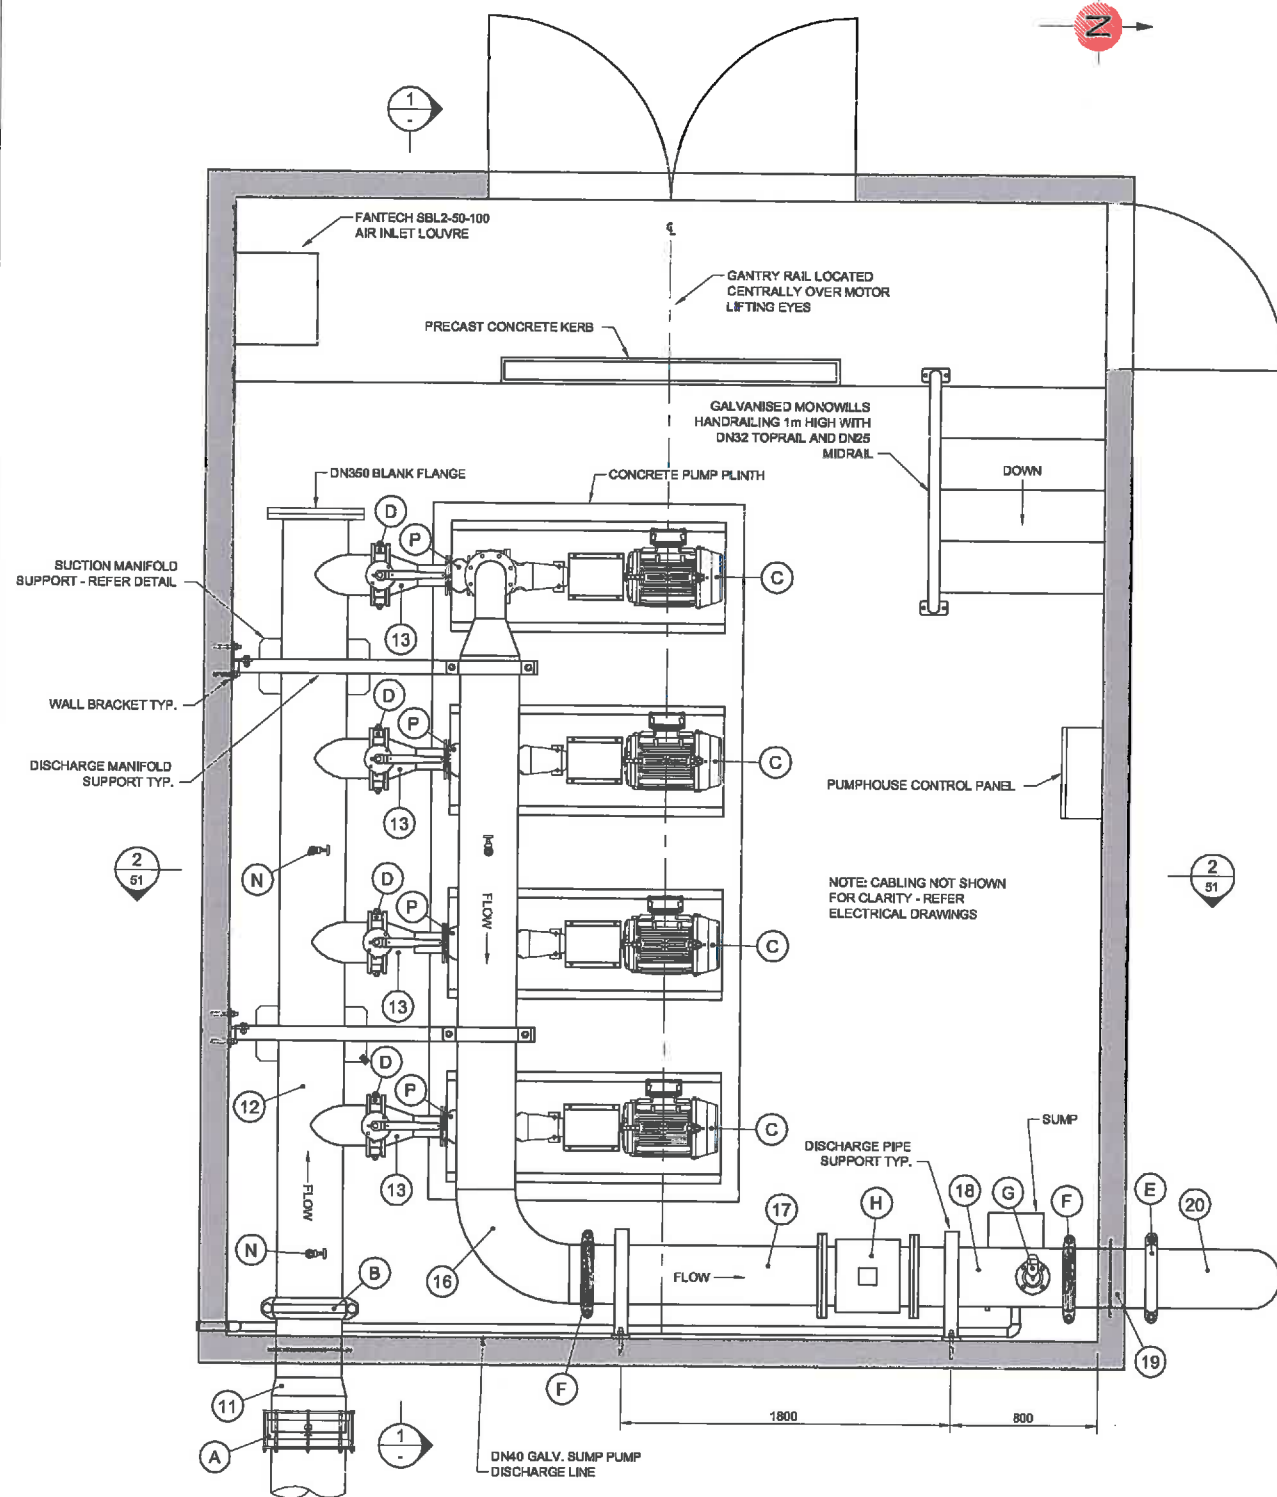 N
1
-
FANTECH SBL2-50-100
AIR INLET LOUVRE
GANTRY RAIL LOCATED
CENTRALLY OVER MOTOR
LIFTING EYES
PRECAST CONCRETE KERB
GALVANISED MONOWILLS
HANDRAILING 1m HIGH WITH
DN32 TOPRAIL AND DN25
MIDRAIL
DOWN
DN350 BLANK FLANGE
CONCRETE PUMP PLINTH
D
P
C
13
SUCTION MANIFOLD
SUPPORT - REFER DETAIL
WALL BRACKET TYP.
D
P
C
13
DISCHARGE MANIFOLD
SUPPORT TYP.
PUMPHOUSE CONTROL PANEL
2
51
N
FLOW
2
51
NOTE: CABLING NOT SHOWN
FOR CLARITY - REFER
ELECTRICAL DRAWINGS
D
P
C
13
D
P
C
13
12
FLOW
SUMP
DISCHARGE PIPE
SUPPORT TYP.
N
B
16
17
H
18
G
F
E
20
FLOW
F
19
11
A
1
-
1800
800
DN40 GALV. SUMP PUMP
DISCHARGE LINE